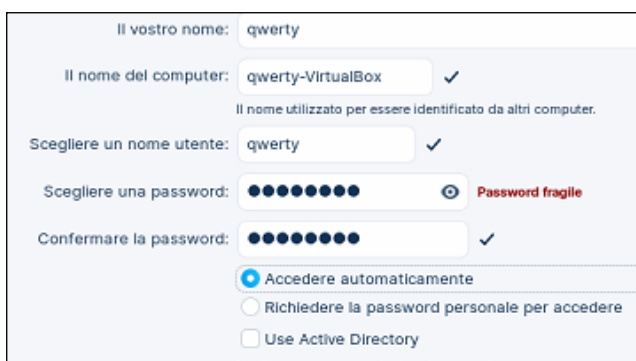 Il vostro nome: qwerty
Il nome del computer: qwerty-VirtualBox
Il nome utilizzato per essere identificato da altri computer.
Scegliere un nome utente: qwerty
Scegliere una password: ●●●●●●●● Password fragile
Confermare la password: ●●●●●●●●
Accedere automaticamente
Richiedere la password personale per accedere
Use Active Directory